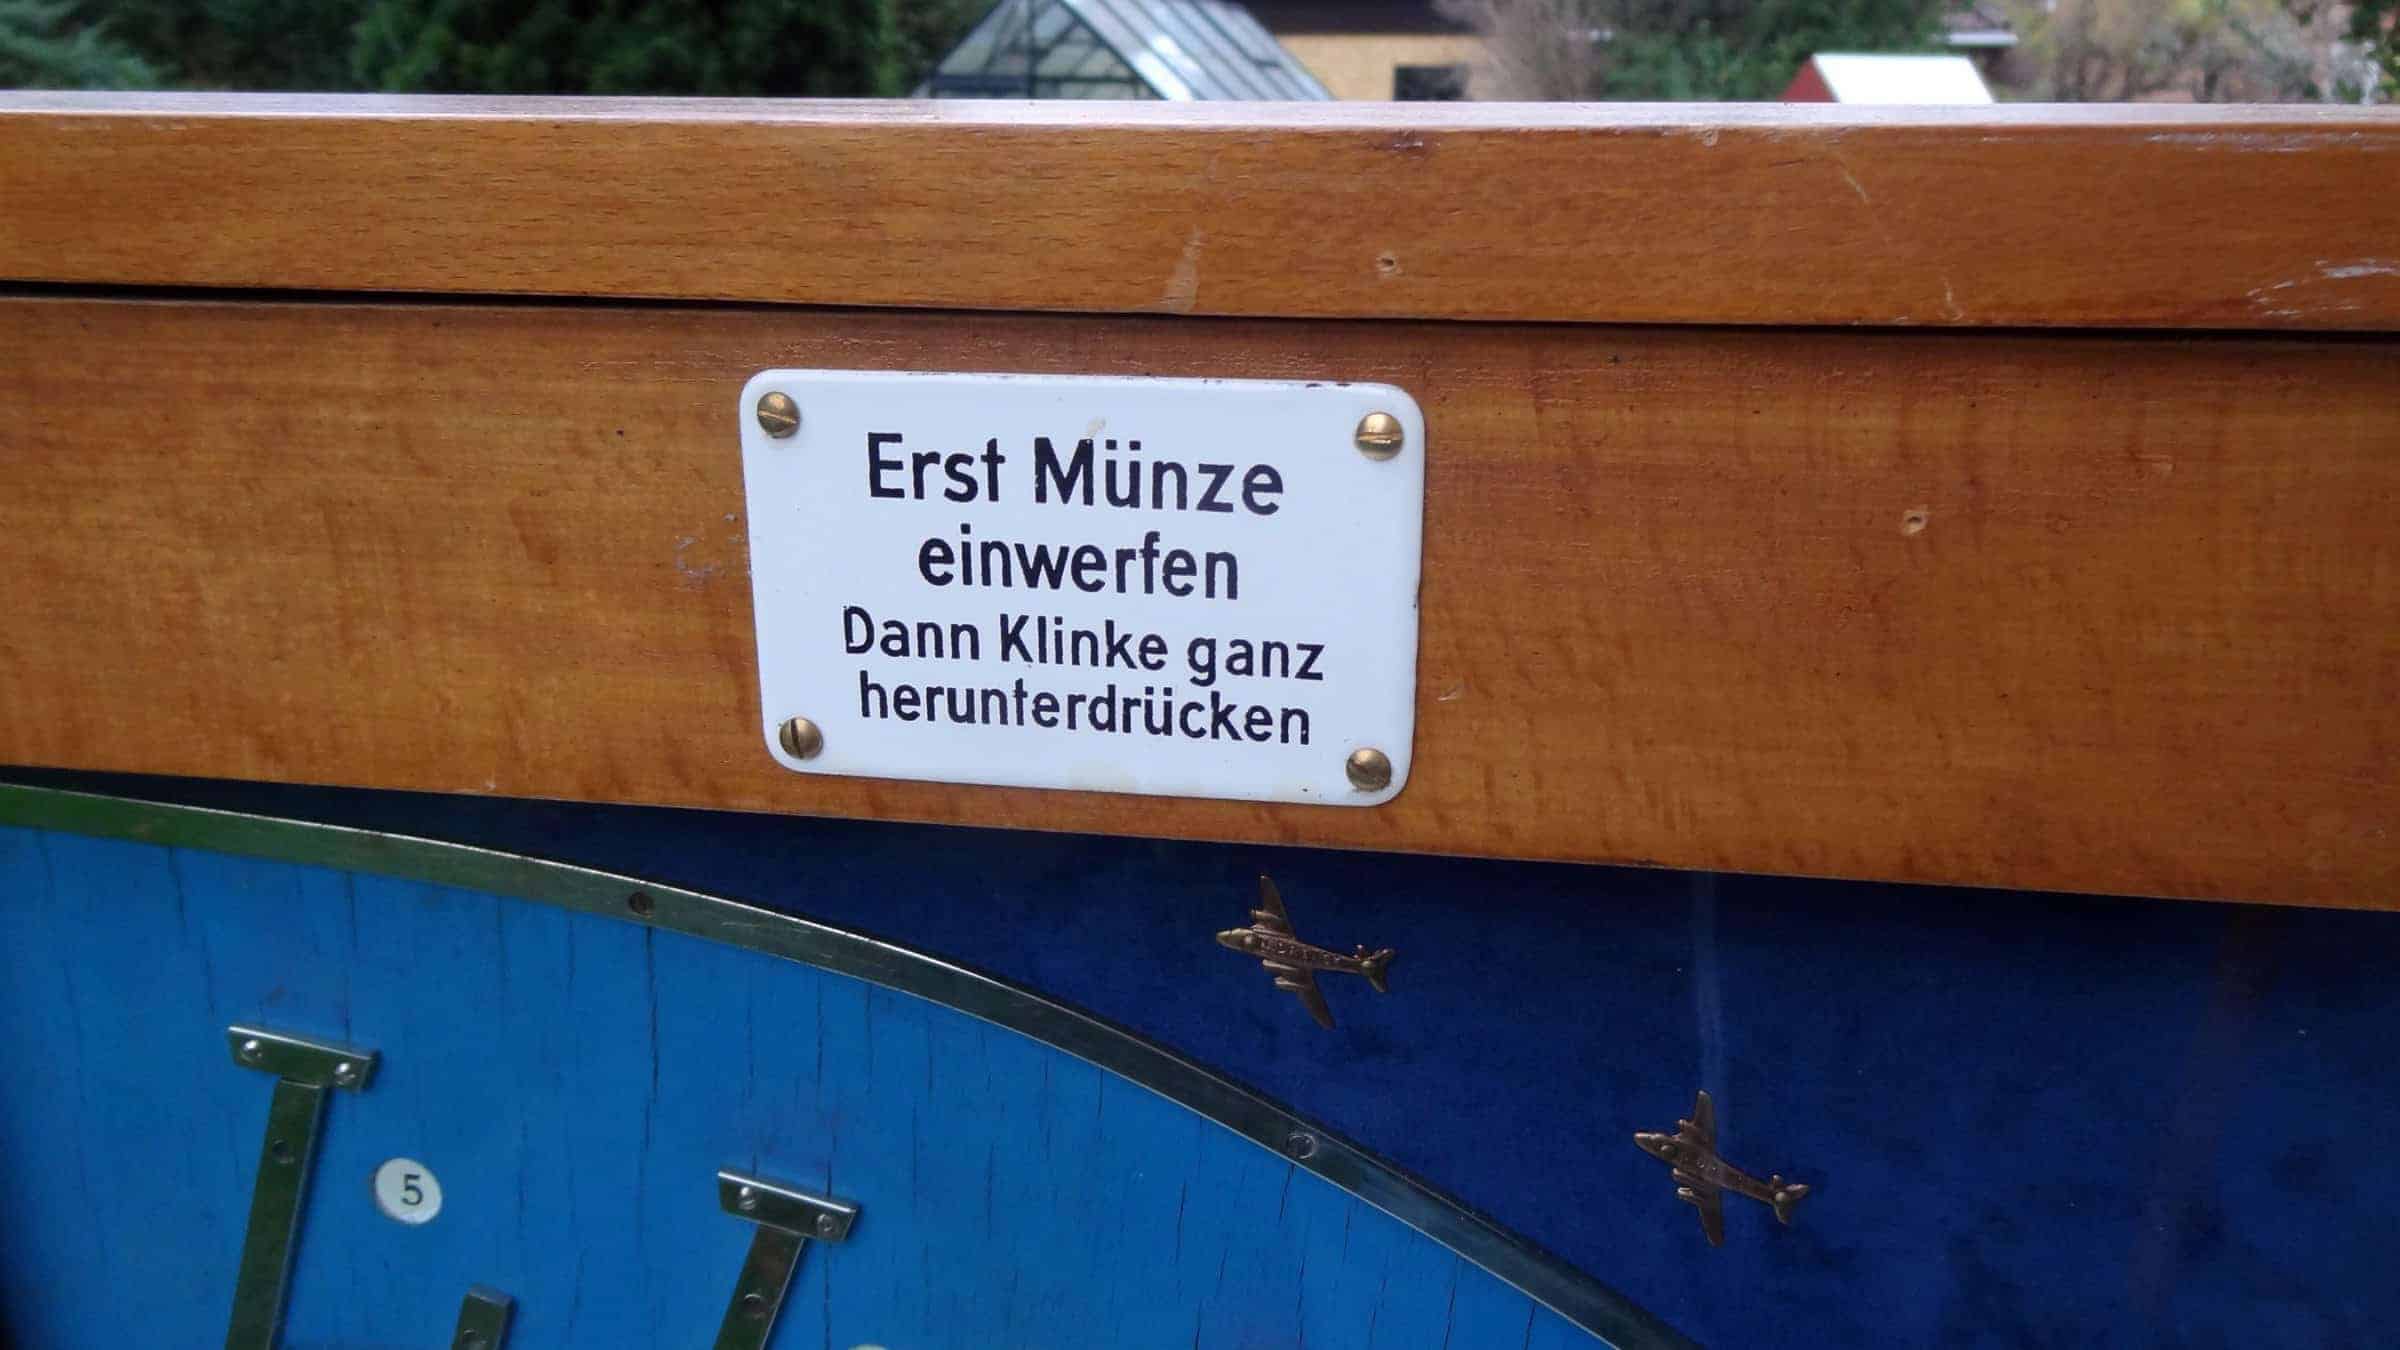 Erst Münze
einwerfen
Dann Klinke ganz
herunterdrücken
5